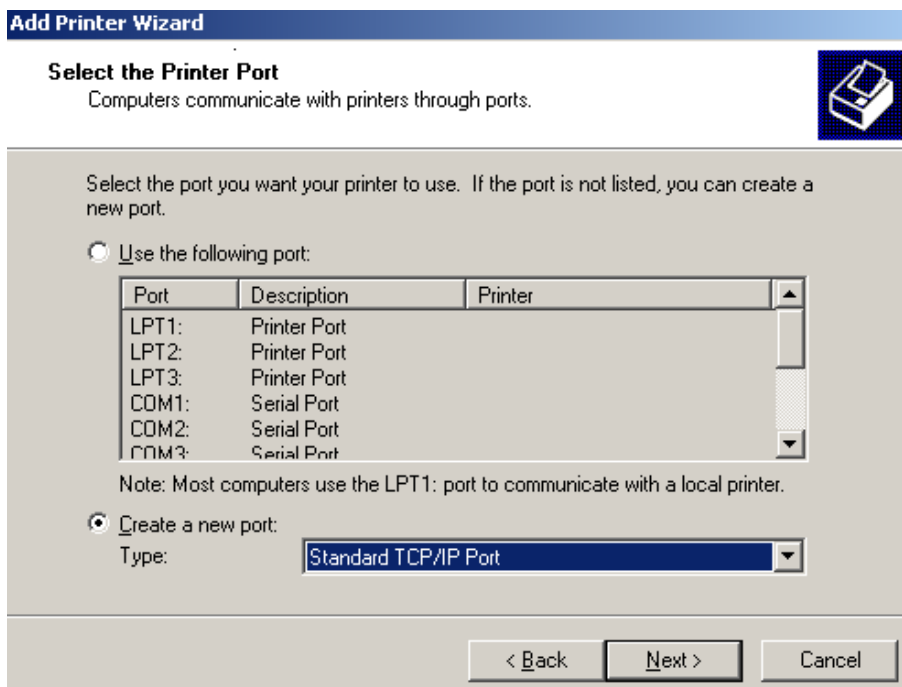 Add Printer Wizard
Select the Printer Port
Computers communicate with printers through ports.
Select the port you want your printer to use. If the port is not listed, you can create a
new port.
Use the following port:
Port Description Printer
LPT1: Printer Port
LPT2: Printer Port
LPT3: Printer Port
COM1: Serial Port
COM2: Serial Port
COM3: Serial Port
Note: Most computers use the LPT1: port to communicate with a local printer.
Create a new port:
Type: Standard TCP/IP Port
< Back Next > Cancel